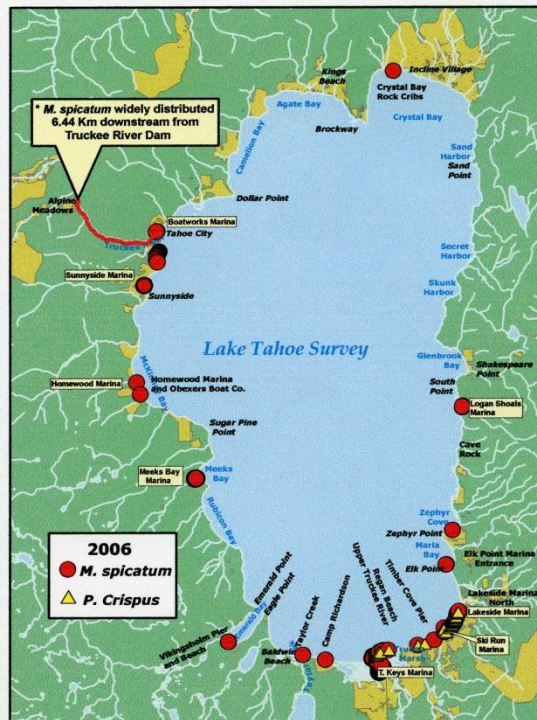 * M. spicatum widely distributed
6.44 Km downstream from
Truckee River Dam
Kings
Beach
Incline Village
Crystal Bay
Rock Cribs
Agate Bay
Brockway
Crystal Bay
Carnelion Bay
Sand
Harbor
Sand
Point
Dollar Point
Alpine
Meadows
Boatworks Marina
Tahoe City
Truckee
Secret
Harbor
Sunnyside Marina
Sunnyside
Skunk
Harbor
Lake Tahoe Survey
Glenbrook
Bay
Shakespeare
Point
South
Point
Homewood Marina
Homewood Marina
and Obexers Boat Co.
Logan Shoals
Marina
Sugar Pine
Point
Cave
Rock
Meeks Bay
Marina
Meeks
Bay
Rubicon Bay
Zephyr
Cove
Zephyr Point
Marla
Bay
Elk Point Marina
Entrance
Elk Point
2006
M. spicatum
P. Crispus
Emerald Point
Eagle Point
Emerald Bay
Vikingsholm Pier
and Beach
Baldwin
Beach
Taylor Creek
Camp Richardson
Upper Truckee River
Regan Beach
Timber Cove Pier
Lakeside Marina
North
Lakeside Marina
Ski Run
Marina
Marsh
T. Keys Marina